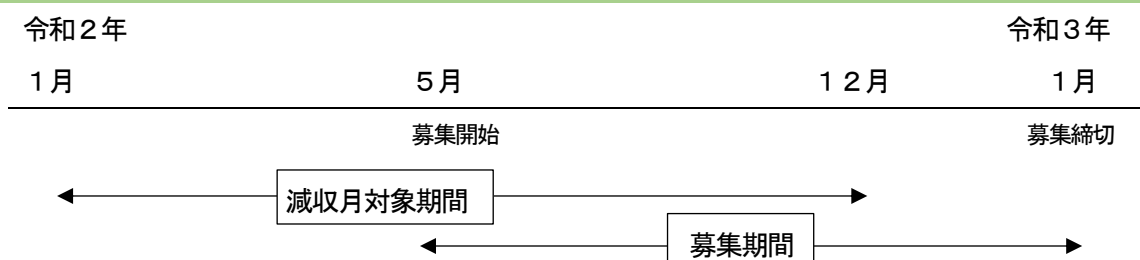 令和２年 令和３年
１月 ５月 １２月 １月
募集開始 募集締切
減収月対象期間
募集期間